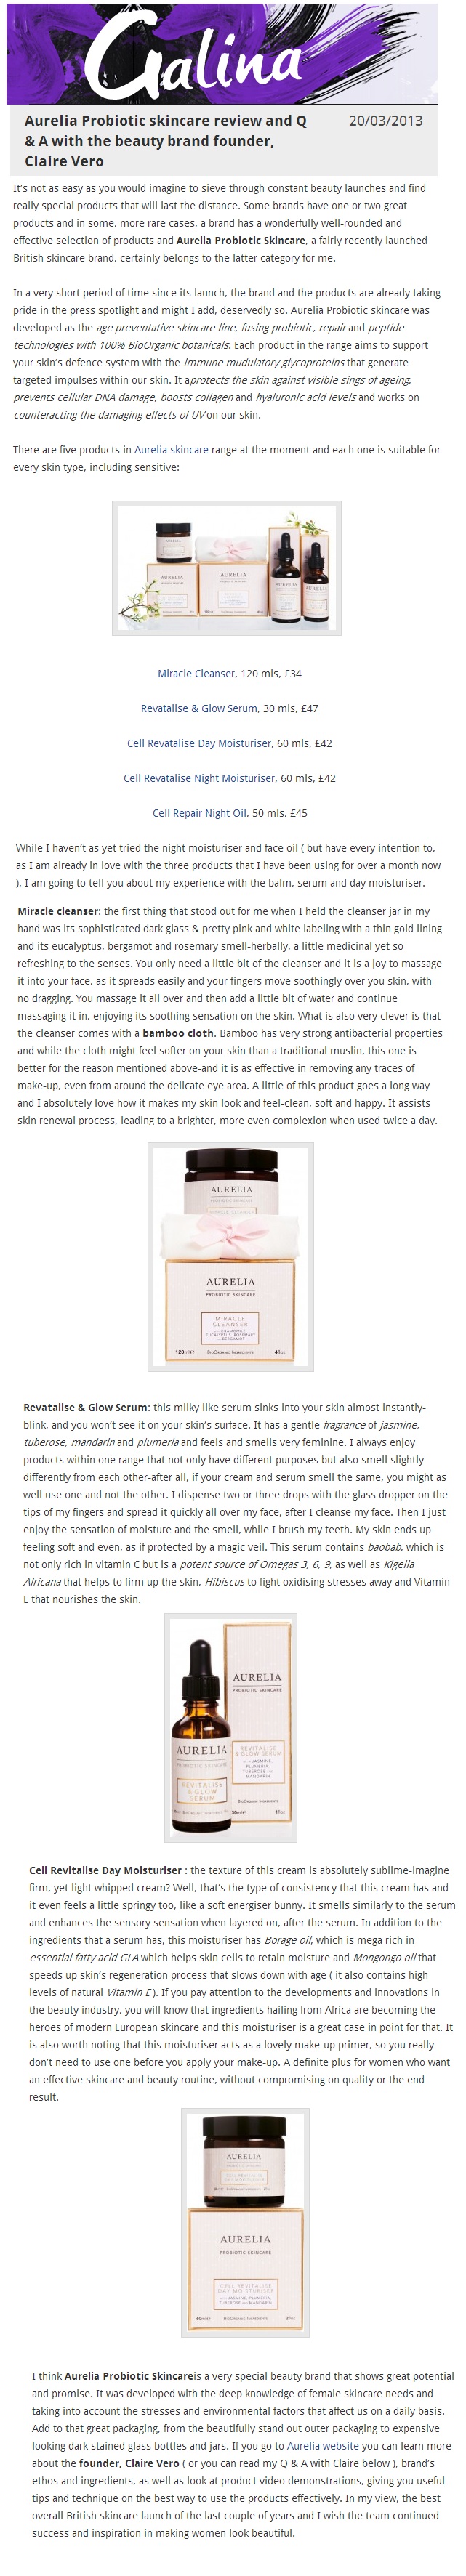 Galina
Aurelia Probiotic skincare review and Q
20/03/2013
& A with the beauty brand founder,
Claire Vero
It's not as easy as you would imagine to sieve through constant beauty launches and find
really special products that will last the distance. Some brands have one or two great
products and in some, more rare cases, a brand has a wonderfully well-rounded and
effective selection of products and Aurelia Probiotic Skincare, a fairly recently launched
British skincare brand, certainly belongs to the latter category for me.
In a very short period of time since its launch, the brand and the products are already taking
pride in the press spotlight and might I add, deservedly so. Aurelia Probiotic skincare was
developed as the age preventative skincare line, fusing probiotic, repair and peptide
technologies with 100% BioOrganic botanicals. Each product in the range aims to support
your skin's defence system with the immune mudulatory glycoproteins that generate
targeted impulses within our skin. It aprotects the skin against visible sings of ageing,
prevents cellular DNA damage, boosts collagen and hyaluronic acid levels and works on
counteracting the damaging effects of UV on our skin.
There are five products in Aurelia skincare range at the moment and each one is suitable for
every skin type, including sensitive:
AURELIA
AURELIA
AURELIA
AURELIA
Miracle Cleanser, 120 mls, £34
Revatalise & Glow Serum, 30 mls, £47
Cell Revatalise Day Moisturiser, 60 mls, £42
Cell Revatalise Night Moisturiser, 60 mls, £42
Cell Repair Night Oil, 50 mls, £45
While I haven't as yet tried the night moisturiser and face oil ( but have every intention to,
as I am already in love with the three products that I have been using for over a month now
), I am going to tell you about my experience with the balm, serum and day moisturiser.
Miracle cleanser: the first thing that stood out for me when I held the cleanser jar in my
hand was its sophisticated dark glass & pretty pink and white labeling with a thin gold lining
and its eucalyptus, bergamot and rosemary smell-herbally, a little medicinal yet so
refreshing to the senses. You only need a little bit of the cleanser and it is a joy to massage
it into your face, as it spreads easily and your fingers move soothingly over you skin, with
no dragging. You massage it all over and then add a little bit of water and continue
massaging it in, enjoying its soothing sensation on the skin. What is also very clever is that
the cleanser comes with a bamboo cloth. Bamboo has very strong antibacterial properties
and while the cloth might feel softer on your skin than a traditional muslin, this one is
better for the reason mentioned above-and it is as effective in removing any traces of
make-up, even from around the delicate eye area. A little of this product goes a long way
and I absolutely love how it makes my skin look and feel-clean, soft and happy. It assists
skin renewal process, leading to a brighter, more even complexion when used twice a day.
AURELIA
PROBIOTIC SKINCARE
AURELIA
PROBIOTIC SKINCARE
MIRACLE
CLEANSER
120ml
BioOrganic Ingredients
Revatalise & Glow Serum: this milky like serum sinks into your skin almost instantly-
blink, and you won't see it on your skin's surface. It has a gentle fragrance of jasmine,
tuberose, mandarin and plumeria and feels and smells very feminine. I always enjoy
products within one range that not only have different purposes but also smell slightly
differently from each other-after all, if your cream and serum smell the same, you might as
well use one and not the other. I dispense two or three drops with the glass dropper on the
tips of my fingers and spread it quickly all over my face, after I cleanse my face. Then I just
enjoy the sensation of moisture and the smell, while I brush my teeth. My skin ends up
feeling soft and even, as if protected by a magic veil. This serum contains baobab, which is
not only rich in vitamin C but is a potent source of Omegas 3, 6, 9, as well as Kigelia
Africana that helps to firm up the skin, Hibiscus to fight oxidising stresses away and Vitamin
E that nourishes the skin.
AURELIA
PROBIOTIC SKINCARE
AURELIA
PROBIOTIC SKINCARE
REVITALISE
& GLOW SERUM
REVITALISE
& GLOW
SERUM
Cell Revitalise Day Moisturiser : the texture of this cream is absolutely sublime-imagine
firm, yet light whipped cream? Well, that's the type of consistency that this cream has and
it even feels a little springy too, like a soft energiser bunny. It smells similarly to the serum
and enhances the sensory sensation when layered on, after the serum. In addition to the
ingredients that a serum has, this moisturiser has Borage oil, which is mega rich in
essential fatty acid GLA which helps skin cells to retain moisture and Mongongo oil that
speeds up skin's regeneration process that slows down with age ( it also contains high
levels of natural Vitamin E ). If you pay attention to the developments and innovations in
the beauty industry, you will know that ingredients hailing from Africa are becoming the
heroes of modern European skincare and this moisturiser is a great case in point for that. It
is also worth noting that this moisturiser acts as a lovely make-up primer, so you really
don't need to use one before you apply your make-up. A definite plus for women who want
an effective skincare and beauty routine, without compromising on quality or the end
result.
AURELIA
AURELIA
PROBIOTIC SKINCARE
CELL REVITALISE
DAY MOISTURISER
I think Aurelia Probiotic Skincareis a very special beauty brand that shows great potential
and promise. It was developed with the deep knowledge of female skincare needs and
taking into account the stresses and environmental factors that affect us on a daily basis.
Add to that great packaging, from the beautifully stand out outer packaging to expensive
looking dark stained glass bottles and jars. If you go to Aurelia website you can learn more
about the founder, Claire Vero ( or you can read my Q & A with Claire below ), brand's
ethos and ingredients, as well as look at product video demonstrations, giving you useful
tips and technique on the best way to use the products effectively. In my view, the best
overall British skincare launch of the last couple of years and I wish the team continued
success and inspiration in making women look beautiful.